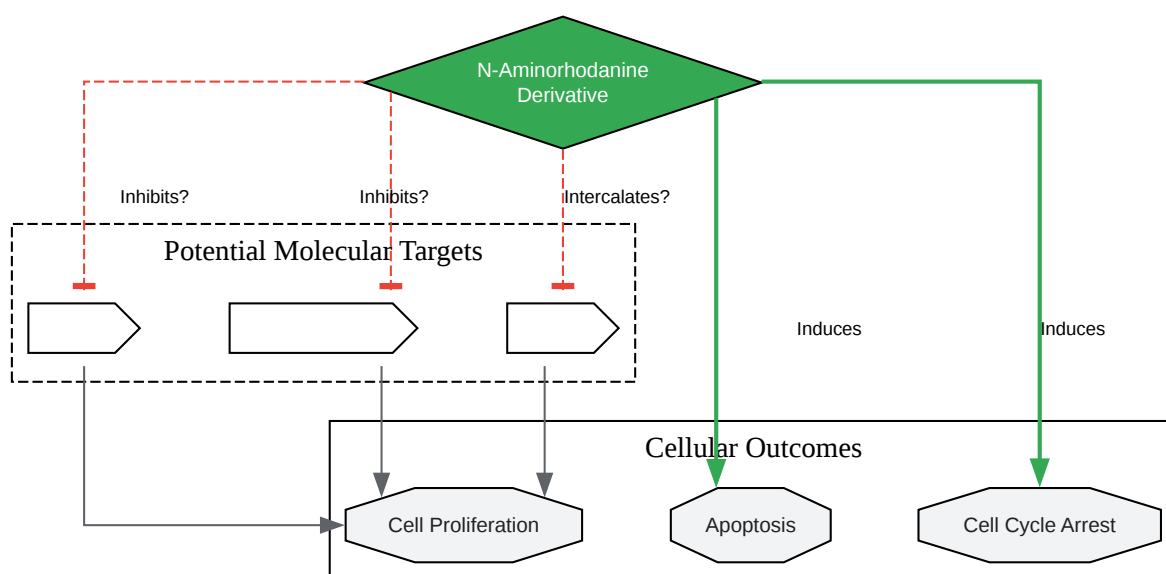 N-Aminorhodanine
Derivative
Inhibits?
Inhibits?
Intercalates?
Potential Molecular Targets
Induces
Induces
Cellular Outcomes
Cell Proliferation
Apoptosis
Cell Cycle Arrest